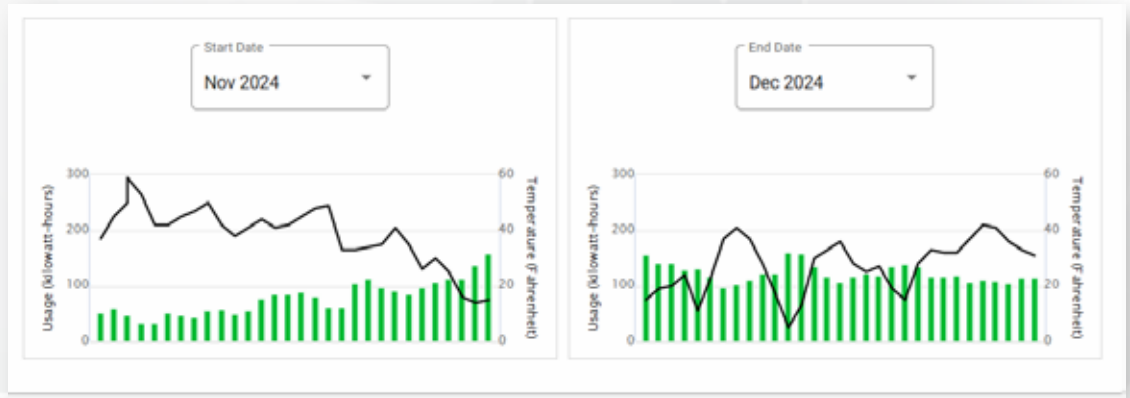 Start Date
Nov 2024
300
200
100
0
Usage (kilowatt-hours)
60
40
20
0
Temperature (Fahrenheit)
End Date
Dec 2024
300
200
100
0
Usage (kilowatt-hours)
60
40
20
0
Temperature (Fahrenheit)